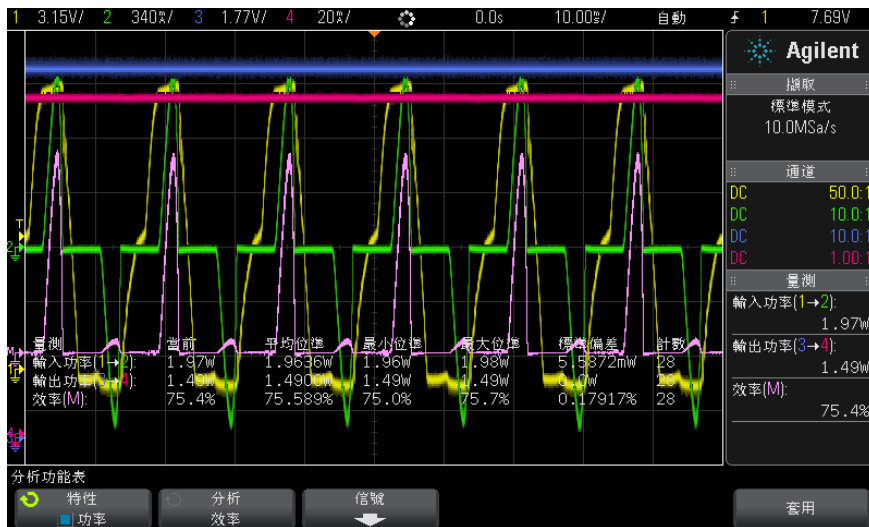 1 3.15V/ 2 340%/ 3 1.77V/ 4 20%/ 0.0s 10.00%/ 自動 1 7.69V
Agilent
擷取
標準模式
10.0MSa/s
通道
DC 50.0:1
DC 10.0:1
DC 10.0:1
DC 1.00:1
量測
輸入功率(1→2):
1.97W
輸出功率(3→4):
1.49W
效率(M):
75.4%
T
2
M
量測 當前 平均位準 最小位準 最大位準 標準偏差 計數
輸入功率(1→2) 1.97W 1.9636W 1.96W 1.98W 5.5872mW 28
輸出功率(3→4) 1.49W 1.4900W 1.49W 1.49W 0.0W 28
效率(M) 75.4% 75.589% 75.0% 75.7% 0.17917% 28
分析功能表
特性
功率
分析
效率
信號
套用